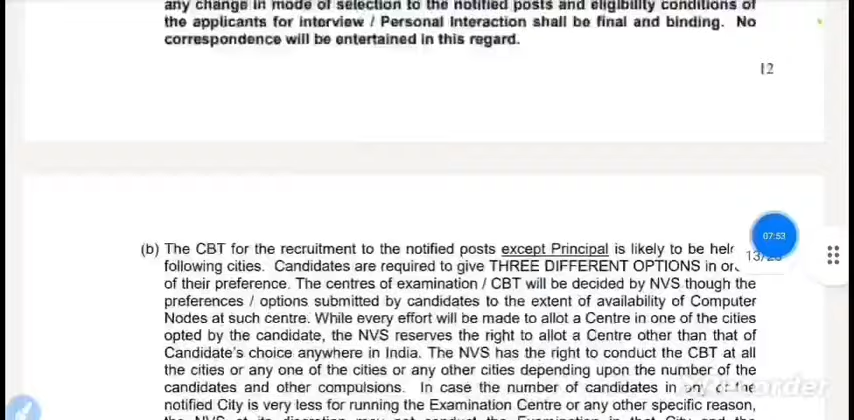 any change in mode of selection to the notified posts and eligibility conditions of
the applicants for interview / Personal Interaction shall be final and binding. No
correspondence will be entertained in this regard.
12
(b) The CBT for the recruitment to the notified posts except Principal is likely to be
following cities. Candidates are required to give THREE DIFFERENT OPTIONS in
of their preference. The centres of examination / CBT will be decided by NVS though the
preferences / options submitted by candidates to the extent of availability of Computer
Nodes at such centre. While every effort will be made to allot a Centre in one of the cities
opted by the candidate, the NVS reserves the right to allot a Centre other than that of
Candidate's choice anywhere in India. The NVS has the right to conduct the CBT at all
the cities or any one of the cities or any other cities depending upon the number of the
candidates and other compulsions. In case the number of candidates in any of the
notified City is very less for running the Examination Centre or any other specific reason,
07:53